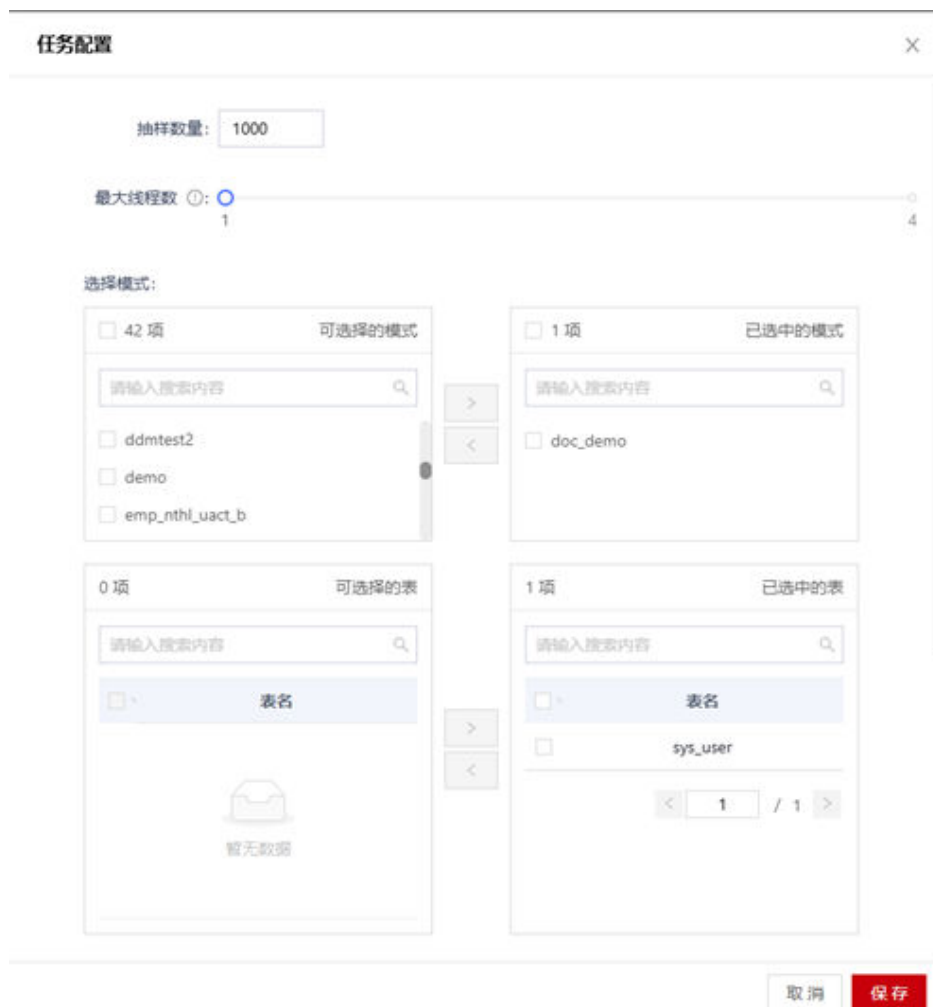 任务配置
抽样数量: 1000
最大线程数 :
1 4
选择模式:
42 项 可选择的模式
请输入搜索内容
ddmtest2
demo
emp_nthl_uact_b
>
<
1 项 已选中的模式
请输入搜索内容
doc_demo
0 项 可选择的表
请输入搜索内容
表名
暂无数据
>
<
1 项 已选中的表
请输入搜索内容
表名
sys_user
< 1 / 1 >
取消 保存